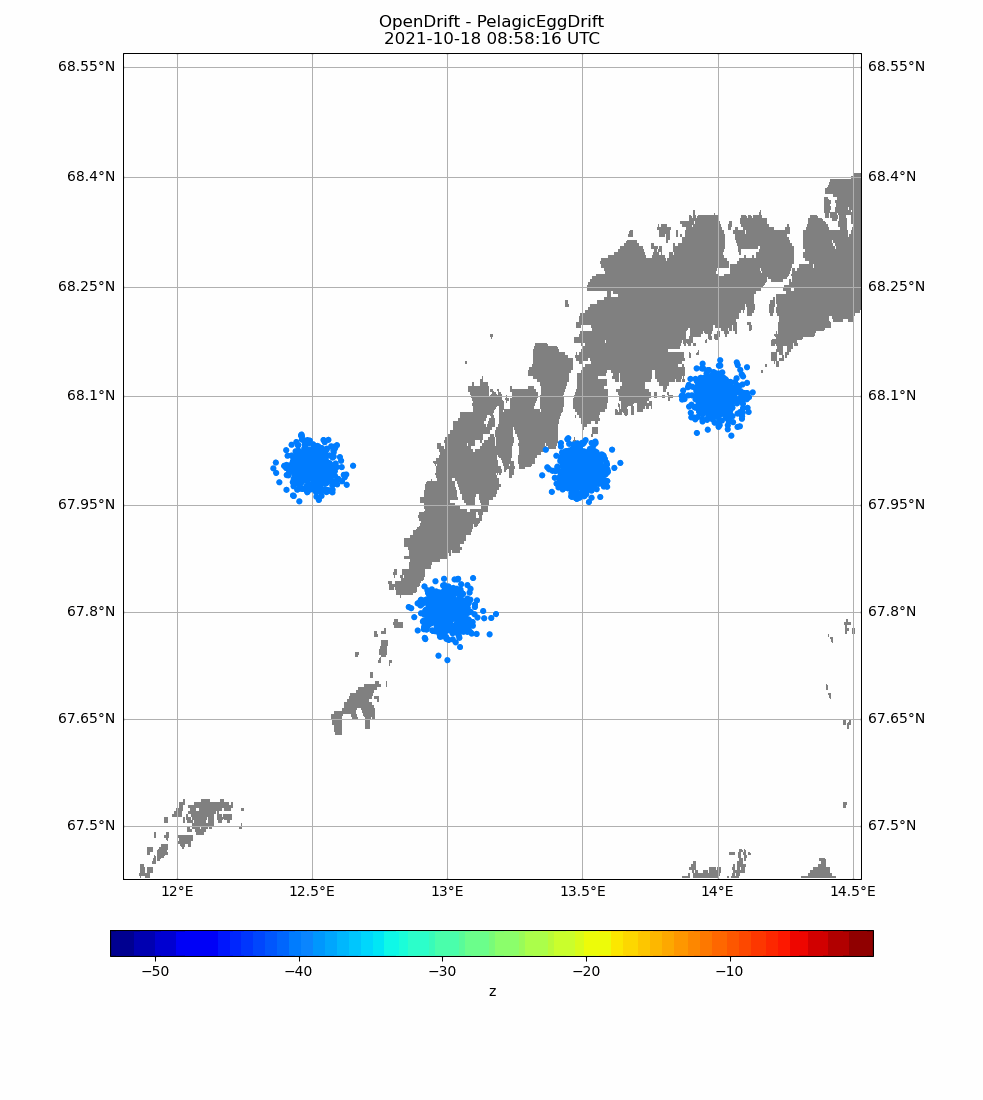 OpenDrift - PelagicEggDrift
2021-10-18 08:58:16 UTC
68.55°N 68.55°N
68.4°N 68.4°N
68.25°N 68.25°N
68.1°N 68.1°N
67.95°N 67.95°N
67.8°N 67.8°N
67.65°N 67.65°N
67.5°N 67.5°N
12°E 12.5°E 13°E 13.5°E 14°E 14.5°E
−50 −40 −30 −20 −10
z